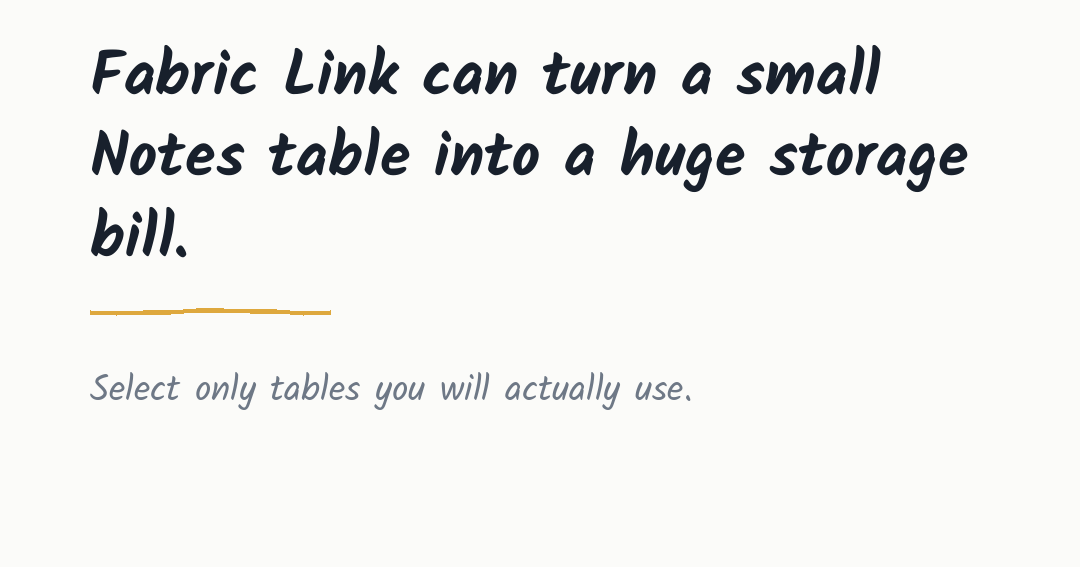 Fabric Link can turn a small
Notes table into a huge storage
bill.
Select only tables you will actually use.